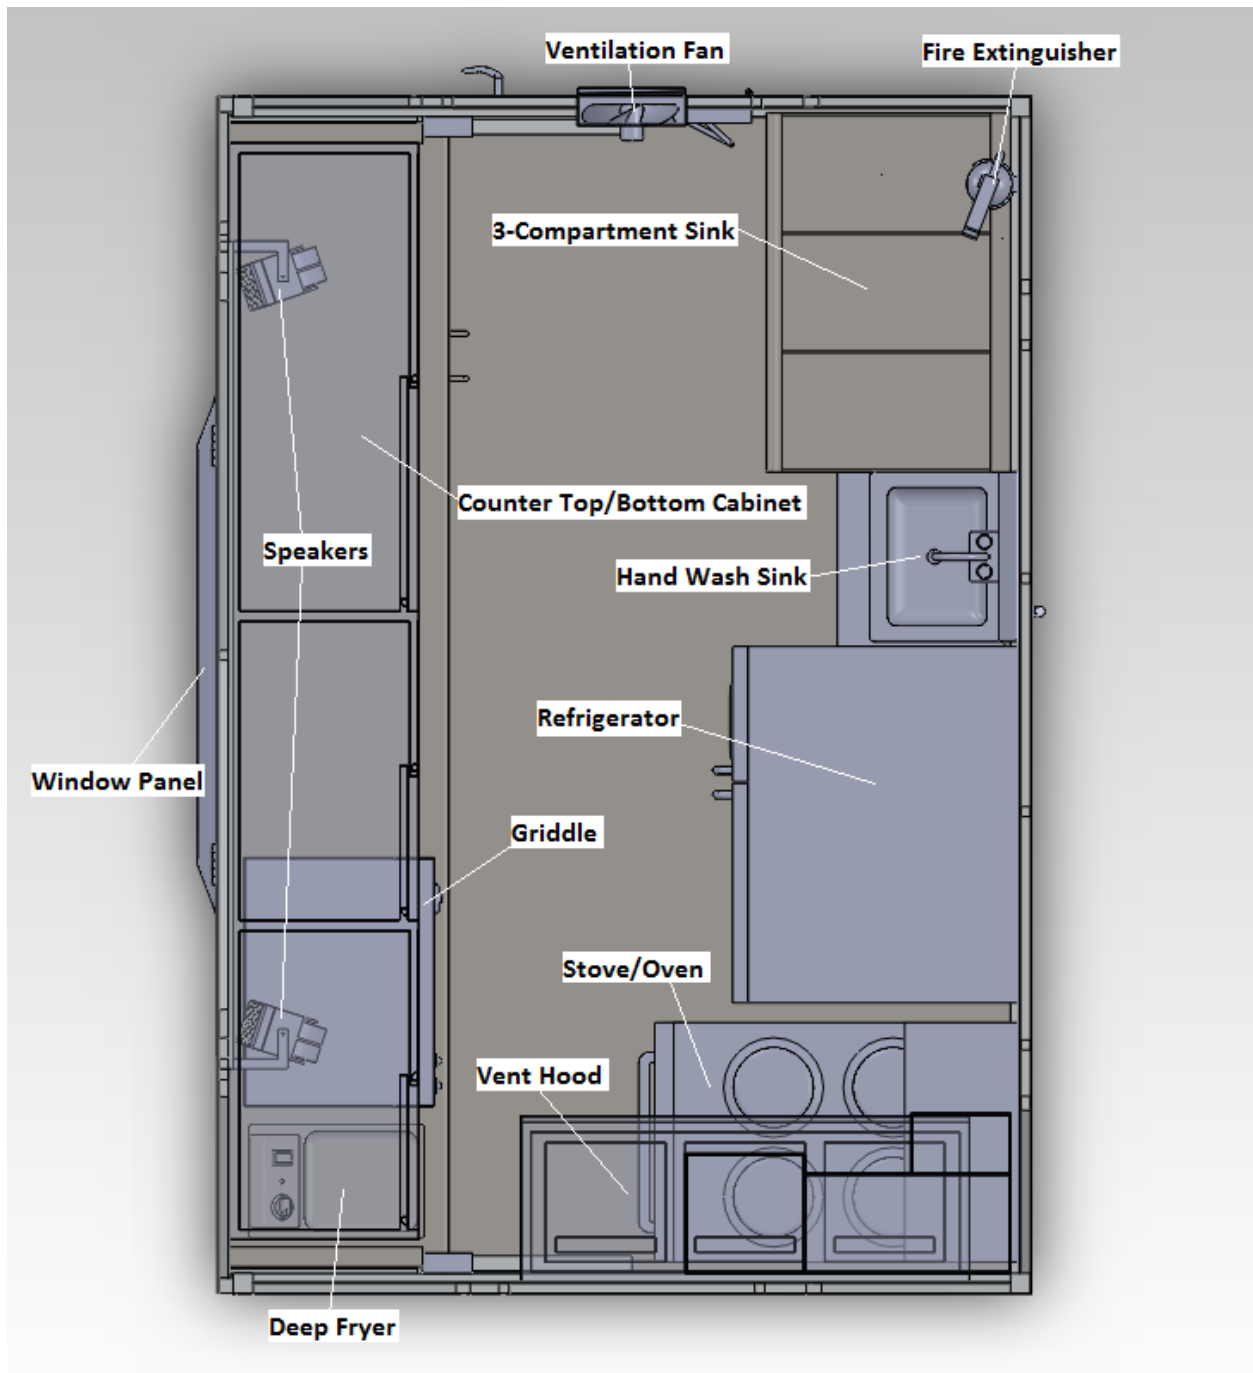 Ventilation Fan
Fire Extinguisher
3-Compartment Sink
Counter Top/Bottom Cabinet
Speakers
Hand Wash Sink
Refrigerator
Window Panel
Griddle
Stove/Oven
Vent Hood
Deep Fryer